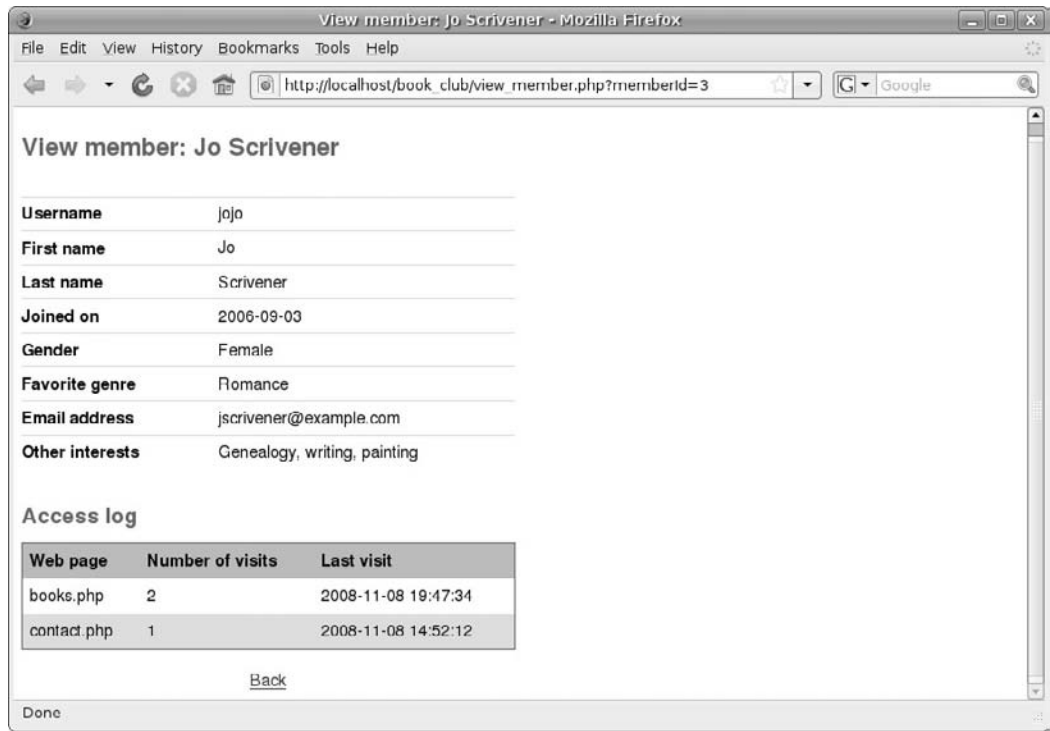 View member: Jo Scrivener - Mozilla Firefox
File Edit View History Bookmarks Tools Help
http://localhost/book_club/view_member.php?memberId=3 G Google
View member: Jo Scrivener
Username jojo
First name Jo
Last name Scrivener
Joined on 2006-09-03
Gender Female
Favorite genre Romance
Email address jscrivener@example.com
Other interests Genealogy, writing, painting
Access log
Web page Number of visits Last visit
books.php 2 2008-11-08 19:47:34
contact.php 1 2008-11-08 14:52:12
Back
Done